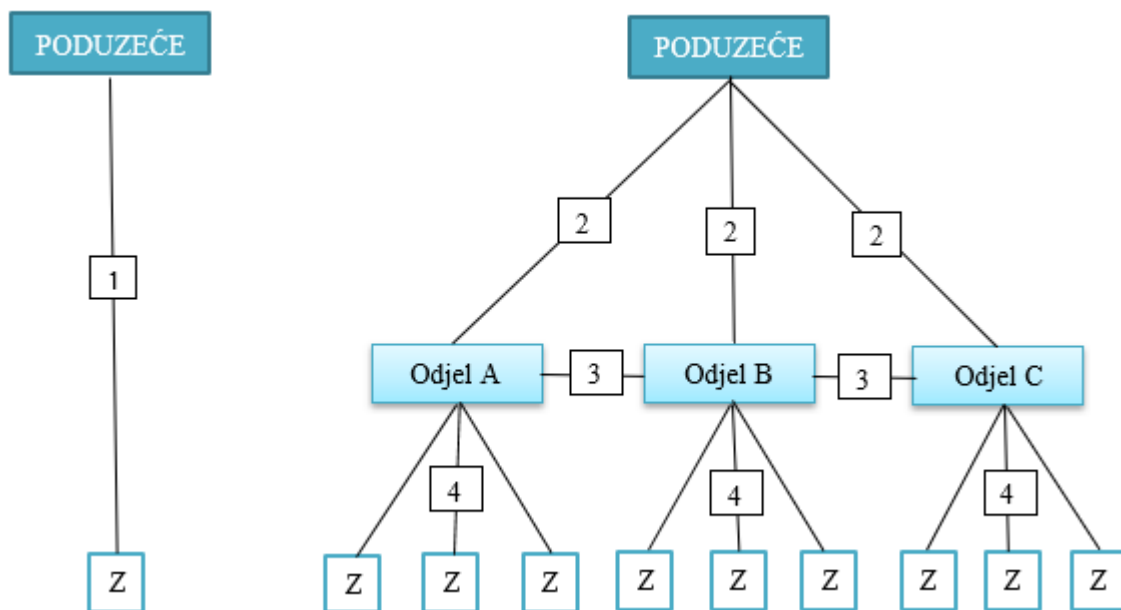 PODUZEĆE PODUZEĆE
2 2 2
1
Odjel A 3 Odjel B 3 Odjel C
4 4 4
Z Z Z Z Z Z Z Z Z Z